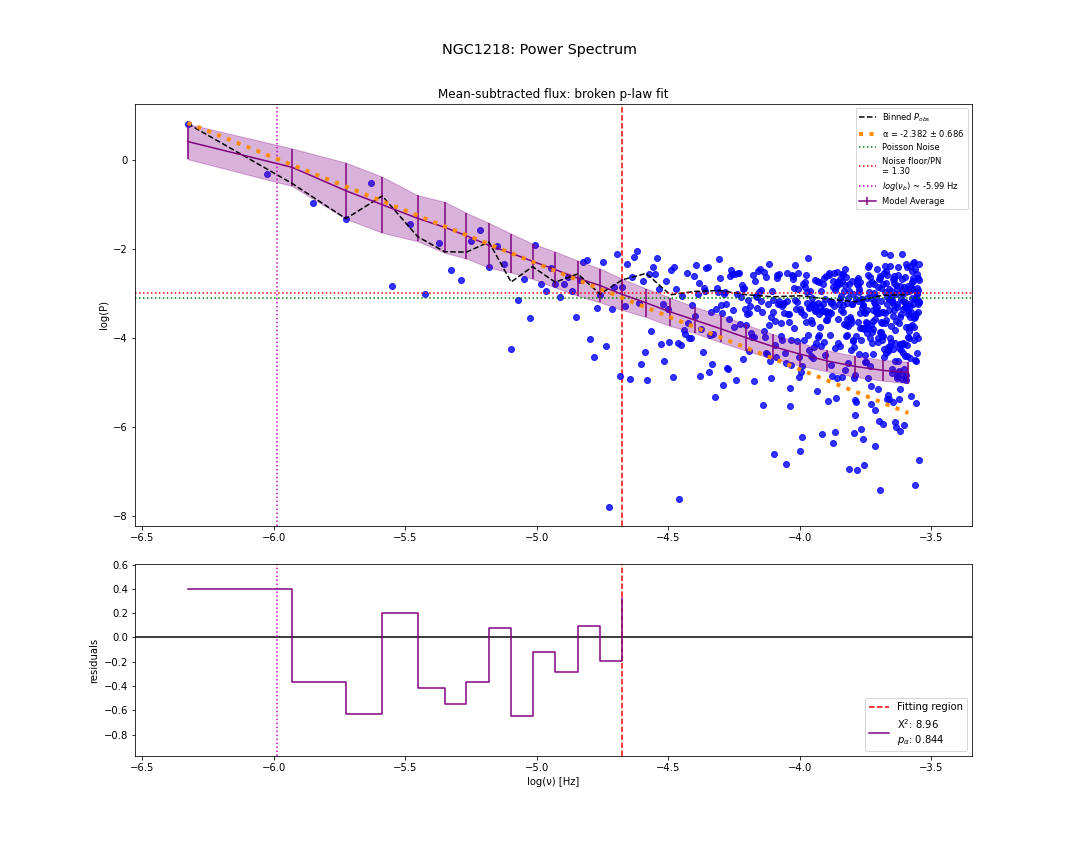 NGC1218: Power Spectrum
Mean-subtracted flux: broken p-law fit
Binned P_obs
α = -2.382 ± 0.686
Poisson Noise
Noise floor/PN
= 1.30
log(ν_b) ~ -5.99 Hz
Model Average
log(P)
0
−2
−4
−6
−8
−6.5 −6.0 −5.5 −5.0 −4.5 −4.0 −3.5
residuals
0.6
0.4
0.2
0.0
−0.2
−0.4
−0.6
−0.8
Fitting region
X²: 8.96
p_α: 0.844
−6.5 −6.0 −5.5 −5.0 −4.5 −4.0 −3.5
log(ν) [Hz]